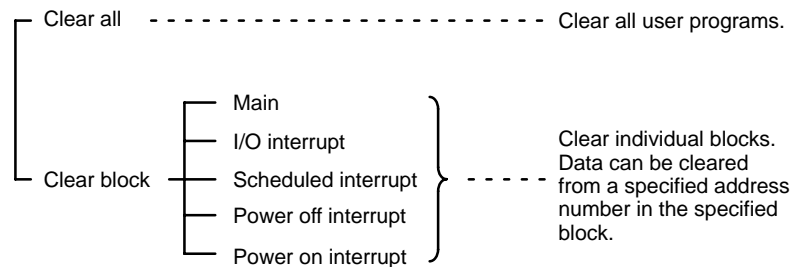 Clear all
Clear all user programs.
Clear block
Main
I/O interrupt
Scheduled interrupt
Power off interrupt
Power on interrupt
Clear individual blocks.
Data can be cleared
from a specified address
number in the specified
block.